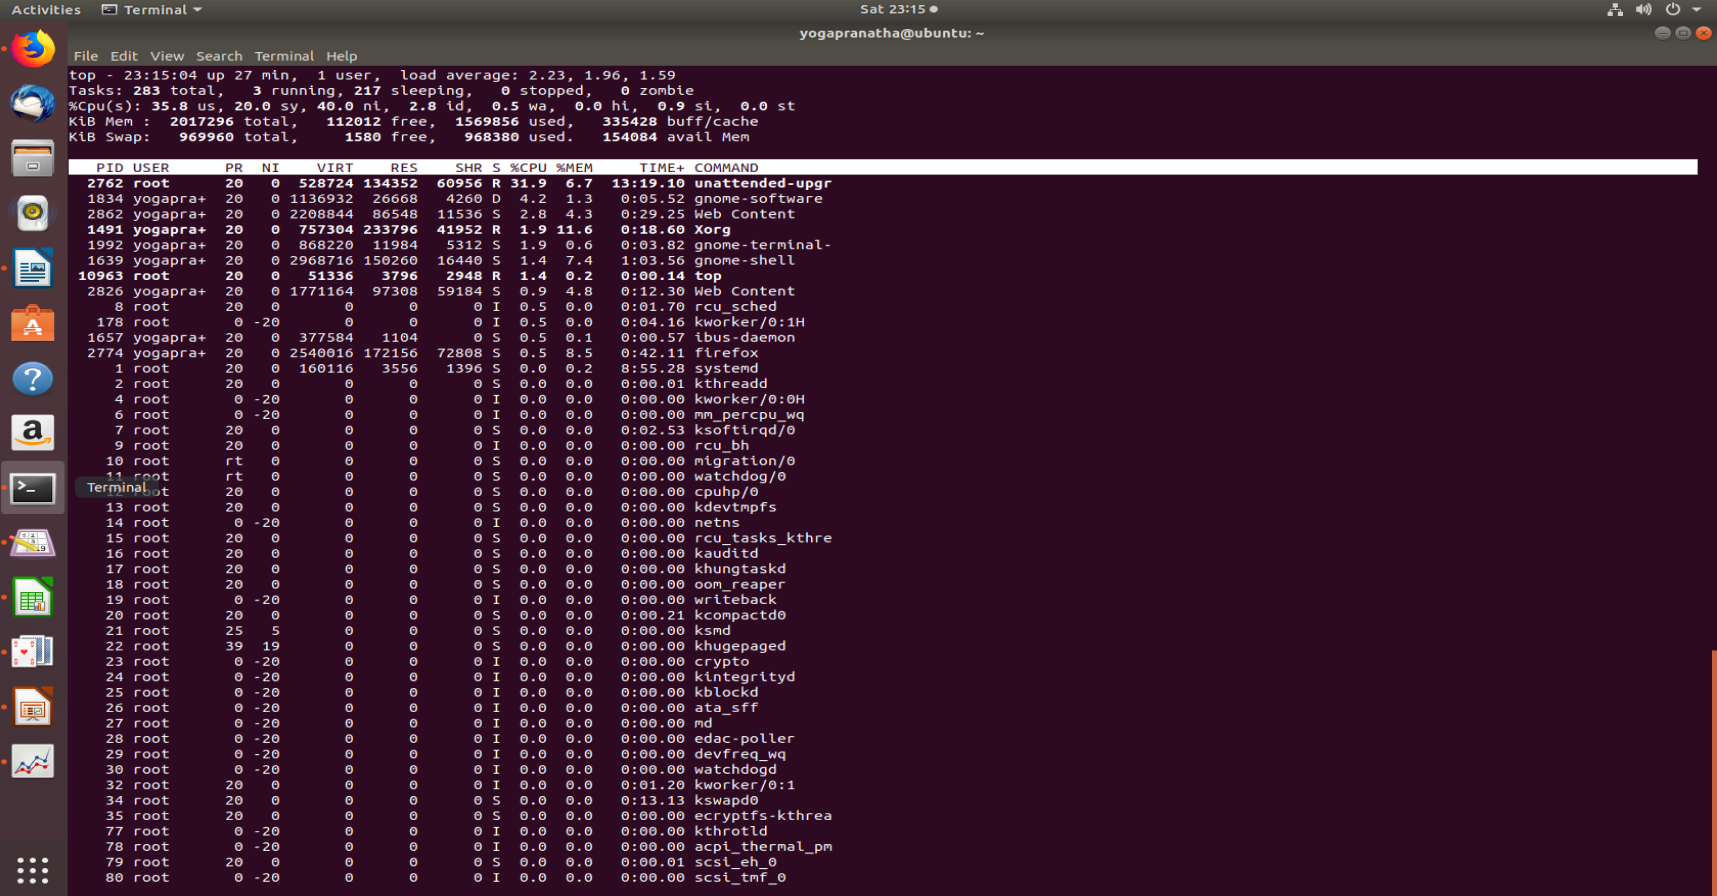 Activities Terminal Sat 23:15
yogapranatha@ubuntu: ~
File Edit View Search Terminal Help
top - 23:15:04 up 27 min, 1 user, load average: 2.23, 1.96, 1.59
Tasks: 283 total, 3 running, 217 sleeping, 0 stopped, 0 zombie
%Cpu(s): 35.8 us, 20.0 sy, 40.0 ni, 2.8 id, 0.5 wa, 0.0 hi, 0.9 si, 0.0 st
KiB Mem : 2017296 total, 112012 free, 1569856 used, 335428 buff/cache
KiB Swap: 969960 total, 1580 free, 968380 used. 154084 avail Mem
PID USER PR NI VIRT RES SHR S %CPU %MEM TIME+ COMMAND
2762 root 20 0 528724 134352 60956 R 31.9 6.7 13:19.10 unattended-upgr
1834 yogapra+ 20 0 1136932 26668 4260 D 4.2 1.3 0:05.52 gnome-software
2862 yogapra+ 20 0 2208844 86548 11536 S 2.8 4.3 0:29.25 Web Content
1491 yogapra+ 20 0 757304 233796 41952 R 1.9 11.6 0:18.60 Xorg
1992 yogapra+ 20 0 868220 11984 5312 S 1.9 0.6 0:03.82 gnome-terminal-
1639 yogapra+ 20 0 2968716 150260 16440 S 1.4 7.4 1:03.56 gnome-shell
10963 root 20 0 51336 3796 2948 R 1.4 0.2 0:00.14 top
2826 yogapra+ 20 0 1771164 97308 59184 S 0.9 4.8 0:12.30 Web Content
8 root 20 0 0 0 0 I 0.5 0.0 0:01.70 rcu_sched
178 root 0 -20 0 0 0 I 0.5 0.0 0:04.16 kworker/0:1H
1657 yogapra+ 20 0 377584 1104 0 S 0.5 0.1 0:00.57 ibus-daemon
2774 yogapra+ 20 0 2540016 172156 72808 S 0.5 8.5 0:42.11 firefox
1 root 20 0 160116 3556 1396 S 0.0 0.2 8:55.28 systemd
2 root 20 0 0 0 0 S 0.0 0.0 0:00.01 kthreadd
4 root 0 -20 0 0 0 I 0.0 0.0 0:00.00 kworker/0:0H
6 root 0 -20 0 0 0 I 0.0 0.0 0:00.00 mm_percpu_wq
7 root 20 0 0 0 0 S 0.0 0.0 0:02.53 ksoftirqd/0
9 root 20 0 0 0 0 I 0.0 0.0 0:00.00 rcu_bh
10 root rt 0 0 0 0 S 0.0 0.0 0:00.00 migration/0
11 root rt 0 0 0 0 S 0.0 0.0 0:00.00 watchdog/0
Terminal
12 root 20 0 0 0 0 S 0.0 0.0 0:00.00 cpuhp/0
13 root 20 0 0 0 0 S 0.0 0.0 0:00.00 kdevtmpfs
14 root 0 -20 0 0 0 I 0.0 0.0 0:00.00 netns
15 root 20 0 0 0 0 S 0.0 0.0 0:00.00 rcu_tasks_kthre
16 root 20 0 0 0 0 S 0.0 0.0 0:00.00 kauditd
17 root 20 0 0 0 0 S 0.0 0.0 0:00.00 khungtaskd
18 root 20 0 0 0 0 S 0.0 0.0 0:00.00 oom_reaper
19 root 0 -20 0 0 0 I 0.0 0.0 0:00.00 writeback
20 root 20 0 0 0 0 S 0.0 0.0 0:00.21 kcompactd0
21 root 25 5 0 0 0 S 0.0 0.0 0:00.00 ksmd
22 root 39 19 0 0 0 S 0.0 0.0 0:00.00 khugepaged
23 root 0 -20 0 0 0 I 0.0 0.0 0:00.00 crypto
24 root 0 -20 0 0 0 I 0.0 0.0 0:00.00 kintegrityd
25 root 0 -20 0 0 0 I 0.0 0.0 0:00.00 kblockd
26 root 0 -20 0 0 0 I 0.0 0.0 0:00.00 ata_sff
27 root 0 -20 0 0 0 I 0.0 0.0 0:00.00 md
28 root 0 -20 0 0 0 I 0.0 0.0 0:00.00 edac-poller
29 root 0 -20 0 0 0 I 0.0 0.0 0:00.00 devfreq_wq
30 root 0 -20 0 0 0 I 0.0 0.0 0:00.00 watchdogd
32 root 20 0 0 0 0 I 0.0 0.0 0:01.20 kworker/0:1
34 root 20 0 0 0 0 S 0.0 0.0 0:13.13 kswapd0
35 root 20 0 0 0 0 S 0.0 0.0 0:00.00 ecryptfs-kthrea
77 root 0 -20 0 0 0 I 0.0 0.0 0:00.00 kthrotld
78 root 0 -20 0 0 0 I 0.0 0.0 0:00.00 acpi_thermal_pm
79 root 20 0 0 0 0 S 0.0 0.0 0:00.01 scsi_eh_0
80 root 0 -20 0 0 0 I 0.0 0.0 0:00.00 scsi_tmf_0